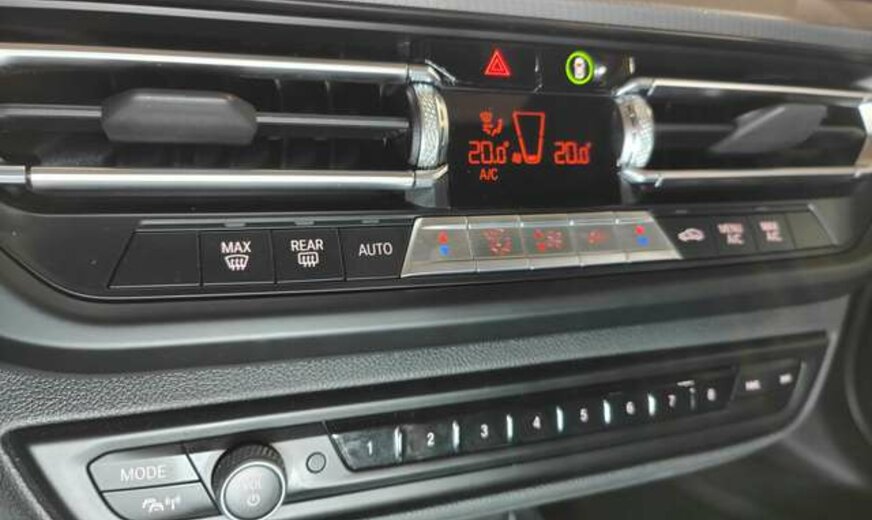 20.0° 20.0°
A/C
MAX REAR AUTO MENU A/C MAX A/C
1 2 3 4 5 6 7 8
MODE VOL